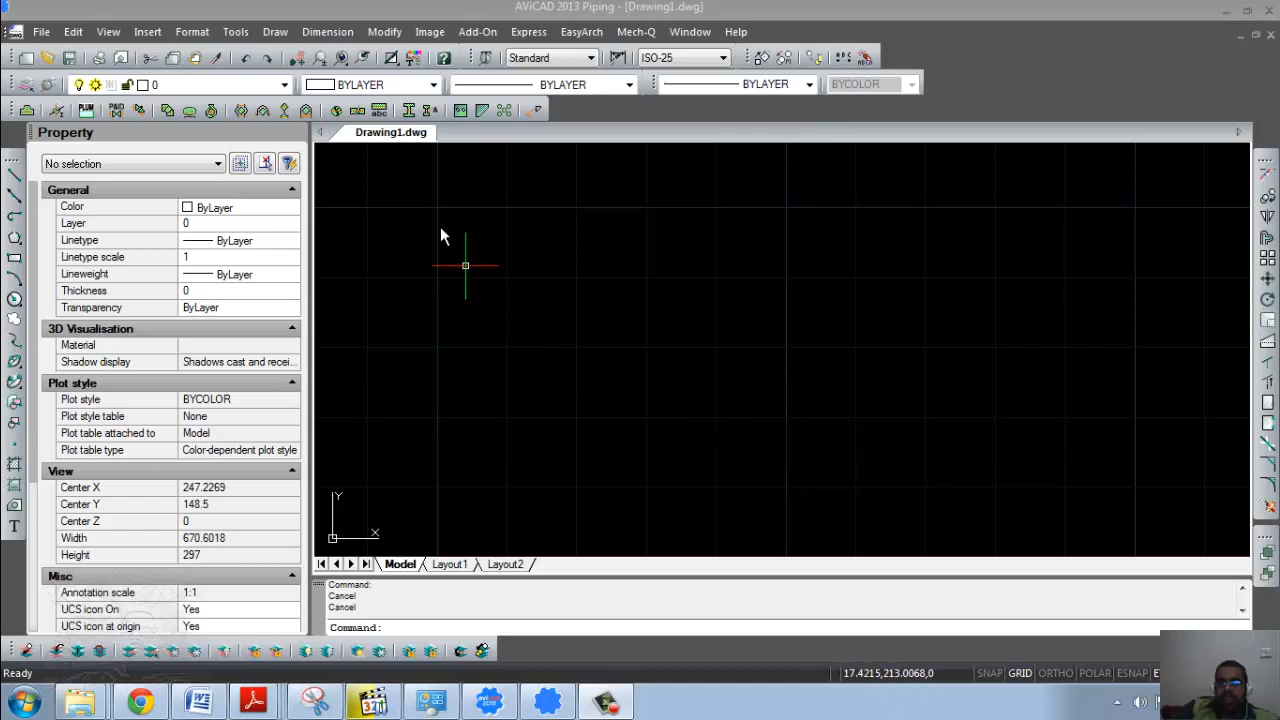 AViCAD 2013 Piping - [Drawing1.dwg]
File Edit View Insert Format Tools Draw Dimension Modify Image Add-On Express EasyArch Mech-Q Window Help
Standard ISO-25
0 BYLAYER BYLAYER BYLAYER BYCOLOR
PLUM P&ID abc
Property
Drawing1.dwg
No selection
General
Color ByLayer
Layer 0
Linetype ByLayer
Linetype scale 1
Lineweight ByLayer
Thickness 0
Transparency ByLayer
3D Visualisation
Material
Shadow display Shadows cast and recei...
Plot style
Plot style BYCOLOR
Plot style table None
Plot table attached to Model
Plot table type Color-dependent plot style
View
Center X 247.2269
Center Y 148.5
Center Z 0
Width 670.6018
Height 297
Misc
Annotation scale 1:1
UCS icon On Yes
UCS icon at origin Yes
Y
X
Model Layout1 Layout2
Command:
Cancel
Cancel
Command:
Ready 17.4215,213.0068,0 SNAP GRID ORTHO POLAR ESNAP